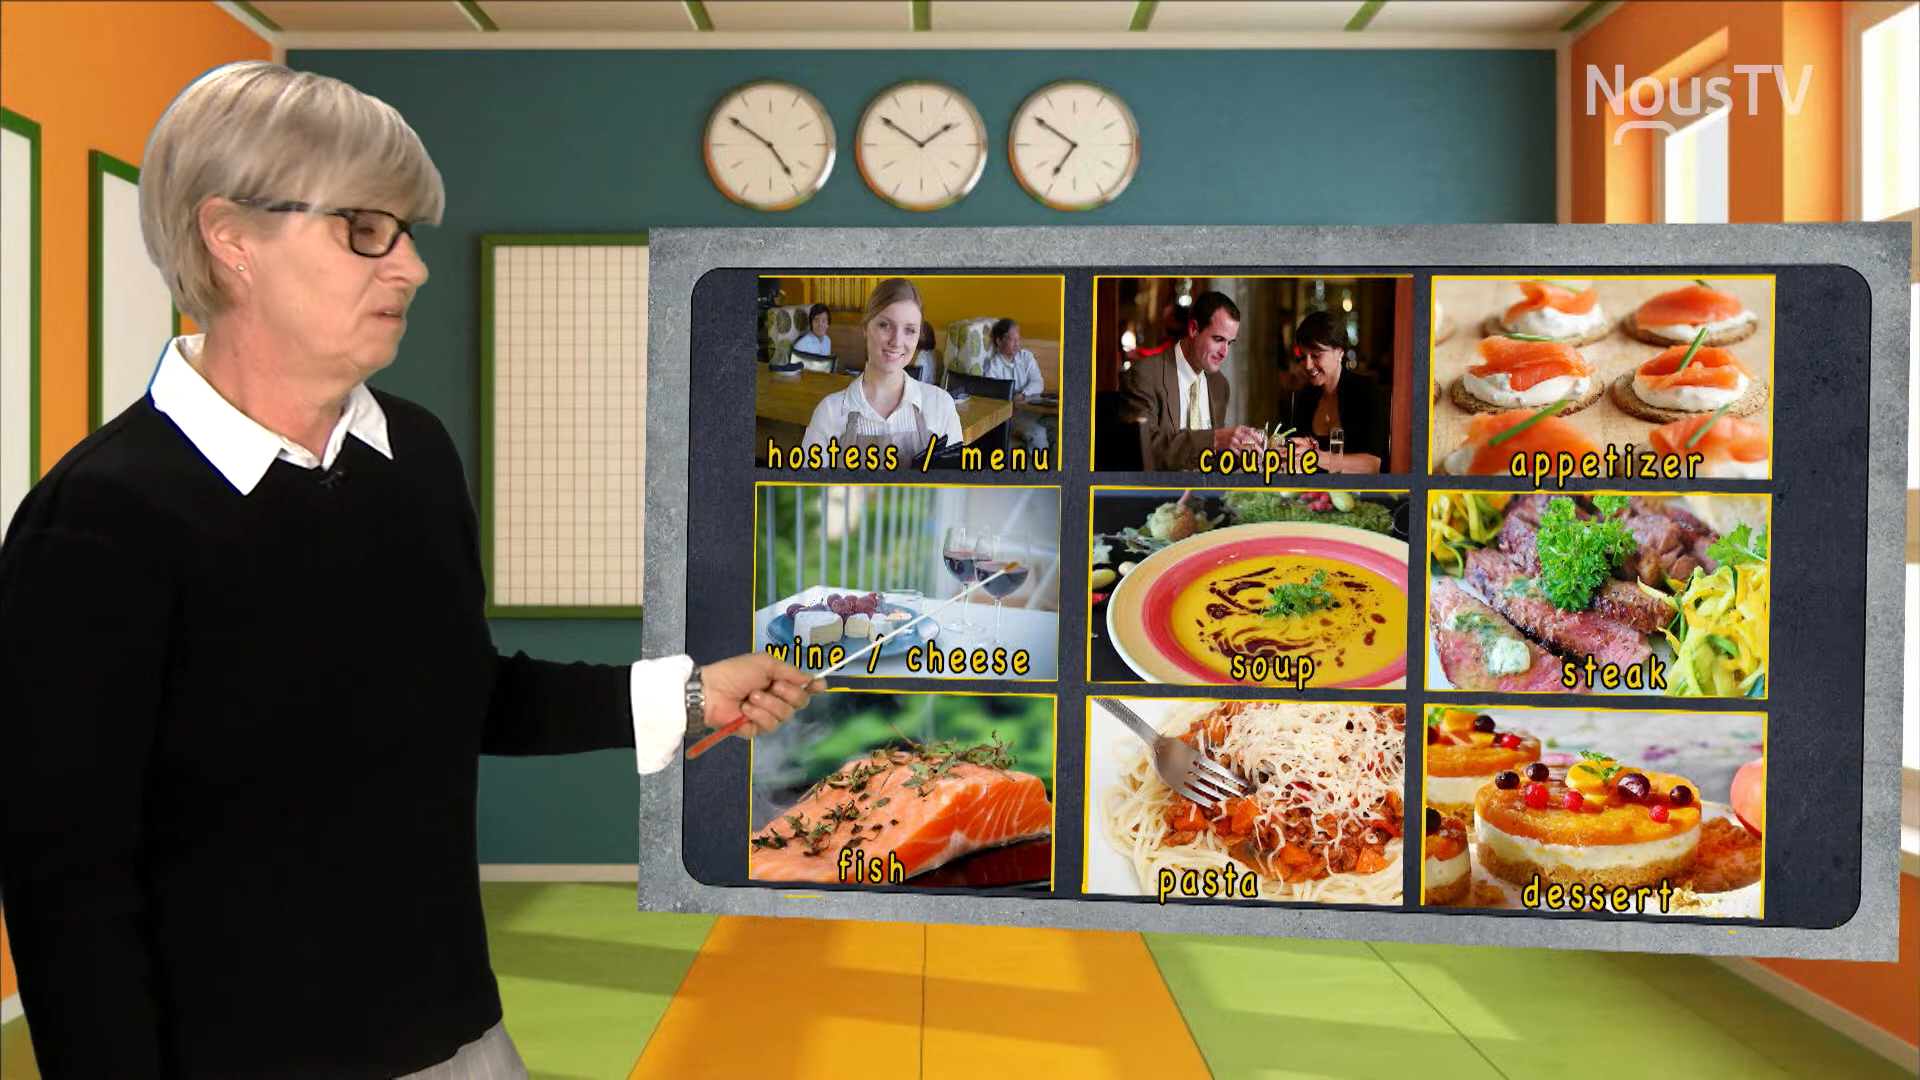 NousTV
hostess / menu
couple
appetizer
wine / cheese
soup
steak
fish
pasta
dessert